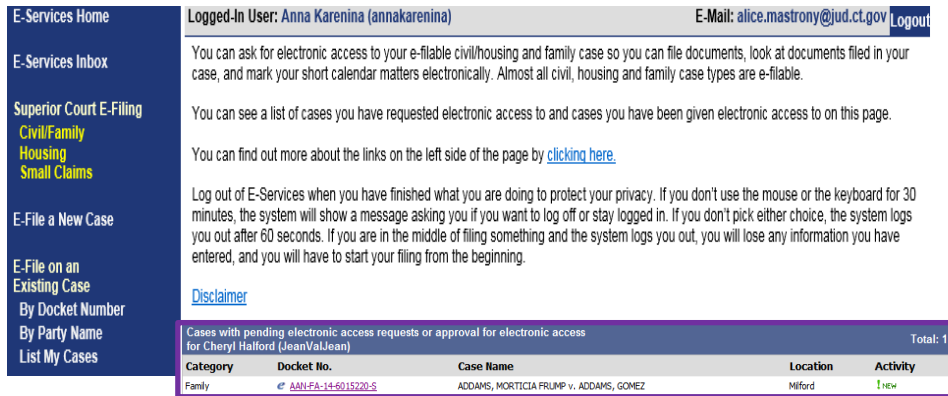 E-Services Home
E-Services Inbox
Superior Court E-Filing
Civil/Family
Housing
Small Claims
E-File a New Case
E-File on an
Existing Case
By Docket Number
By Party Name
List My Cases
Logged-In User: Anna Karenina (annakarenina) E-Mail: alice.mastrony@jud.ct.gov Logout
You can ask for electronic access to your e-filable civil/housing and family case so you can file documents, look at documents filed in your
case, and mark your short calendar matters electronically. Almost all civil, housing and family case types are e-filable.
You can see a list of cases you have requested electronic access to and cases you have been given electronic access to on this page.
You can find out more about the links on the left side of the page by clicking here.
Log out of E-Services when you have finished what you are doing to protect your privacy. If you don't use the mouse or the keyboard for 30
minutes, the system will show a message asking you if you want to log off or stay logged in. If you don't pick either choice, the system logs
you out after 60 seconds. If you are in the middle of filing something and the system logs you out, you will lose any information you have
entered, and you will have to start your filing from the beginning.
Disclaimer
Cases with pending electronic access requests or approval for electronic access
for Cheryl Halford (JeanValJean) Total: 1
Category Docket No. Case Name Location Activity
Family e AAN-FA-14-6015220-S ADDAMS, MORTICIA FRUMP v. ADDAMS, GOMEZ Milford ! NEW